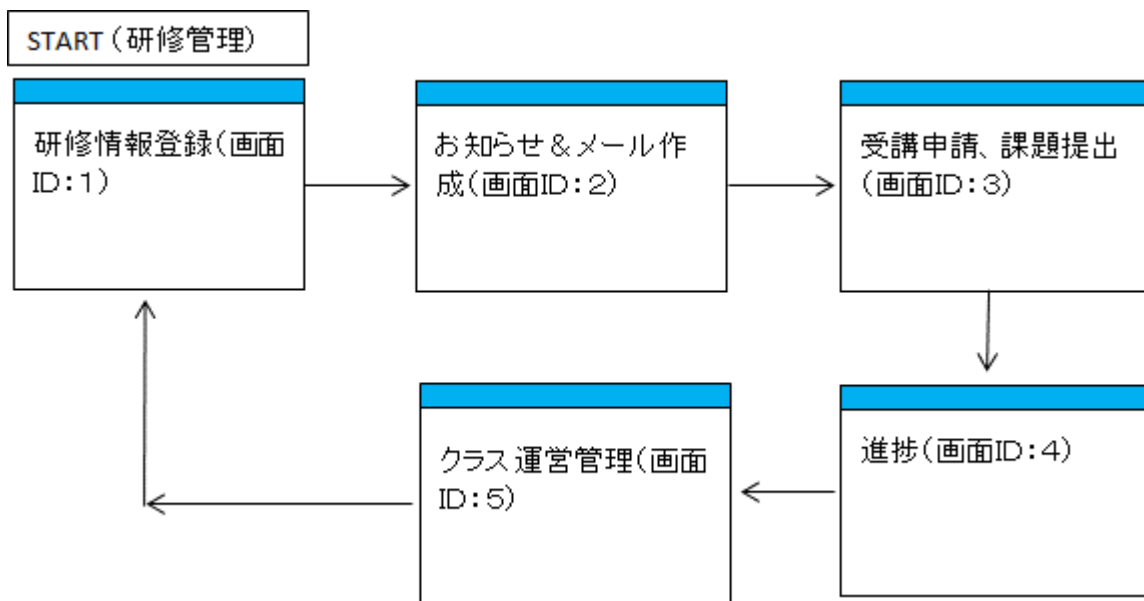 START（研修管理）
研修情報登録(画面
ID：１)
お知らせ＆メール作
成(画面ID：２)
受講申請、課題提出
(画面ID：３)
進捗(画面ID：４)
クラス運営管理(画面
ID：５)